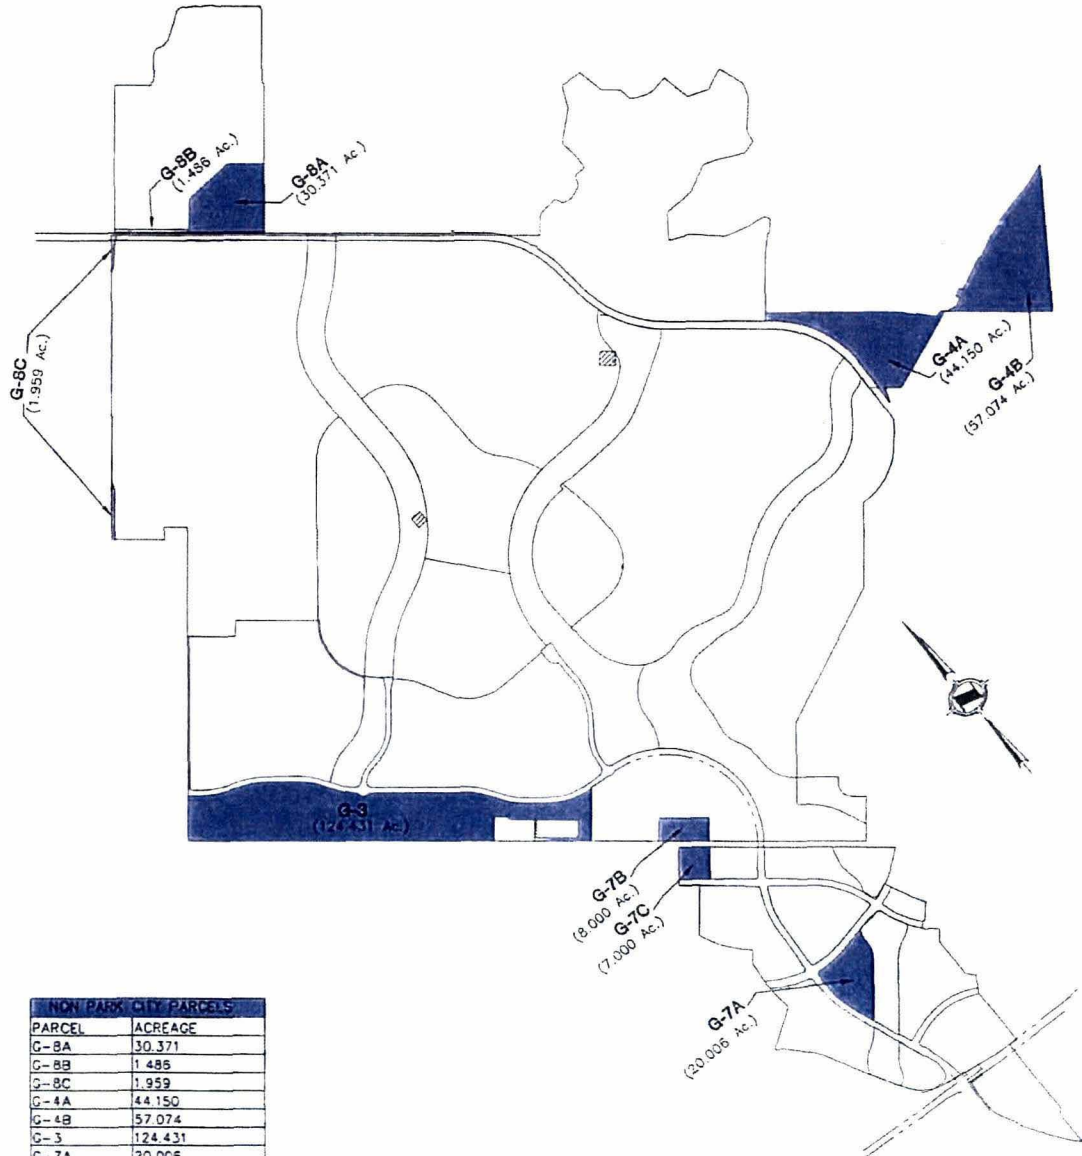 G-8B
(1.486 Ac.)
G-8A
(30.371 Ac.)
G-8C
(1.959 Ac.)
G-4A
(44.150 Ac.)
G-4B
(57.074 Ac.)
G-3
(124.431 Ac.)
G-7B
(8.000 Ac.)
G-7C
(7.000 Ac.)
G-7A
(20.006 Ac.)
NON PARK CITY PARCELS
PARCEL ACREAGE
G-8A 30.371
G-8B 1.486
G-8C 1.959
G-4A 44.150
G-4B 57.074
G-3 124.431
G-7A 20.006